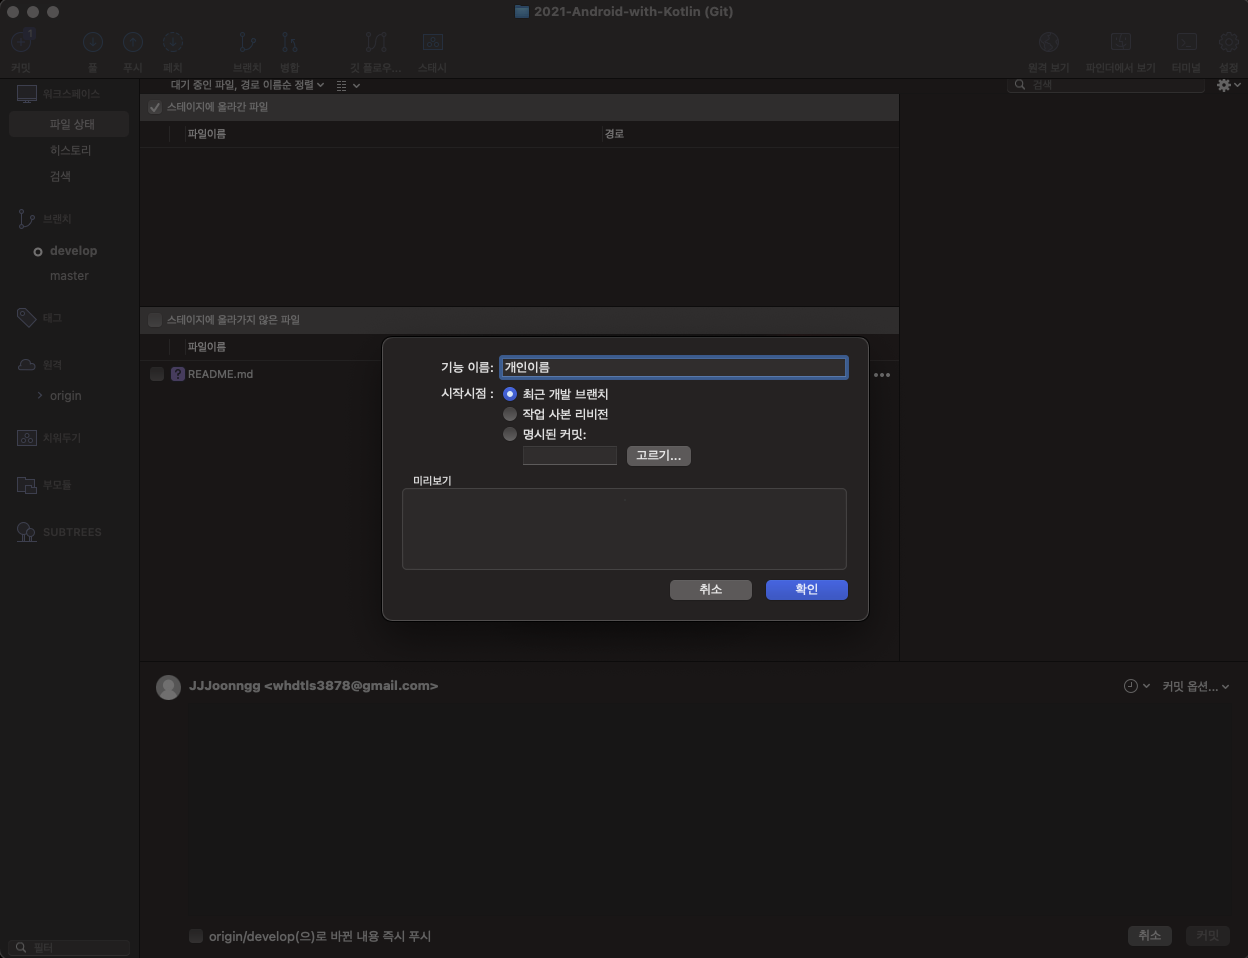 2021-Android-with-Kotlin (Git)
1
커밋
풀
푸시
패치
브랜치
병합
깃 플로우...
스태시
원격 보기
파인더에서 보기
터미널
설정
대기 중인 파일, 경로 이름순 정렬
검색
워크스페이스
파일 상태
히스토리
검색
브랜치
develop
master
태그
원격
origin
치워두기
부모듈
SUBTREES
필터
스테이지에 올라간 파일
파일이름
경로
스테이지에 올라가지 않은 파일
파일이름
? README.md
기능 이름: 개인이름
시작시점 : 최근 개발 브랜치
작업 사본 리비전
명시된 커밋:
고르기...
미리보기
취소
확인
JJJoonngg <whdtls3878@gmail.com>
커밋 옵션...
origin/develop(으)로 바뀐 내용 즉시 푸시
취소
커밋